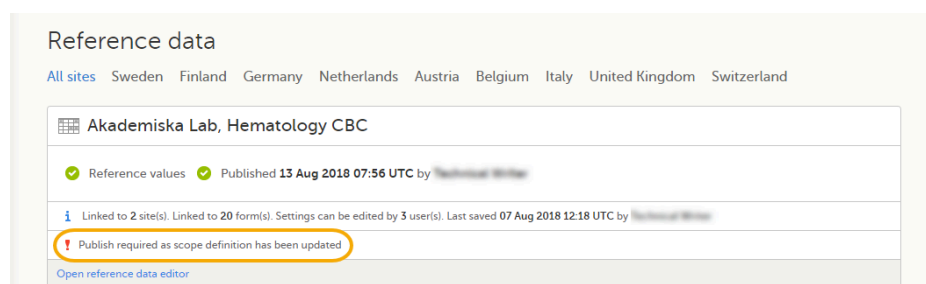 Reference data
All sites Sweden Finland Germany Netherlands Austria Belgium Italy United Kingdom Switzerland
Akademiska Lab, Hematology CBC
Reference values Published 13 Aug 2018 07:56 UTC by
Linked to 2 site(s). Linked to 20 form(s). Settings can be edited by 3 user(s). Last saved 07 Aug 2018 12:18 UTC by
Publish required as scope definition has been updated
Open reference data editor